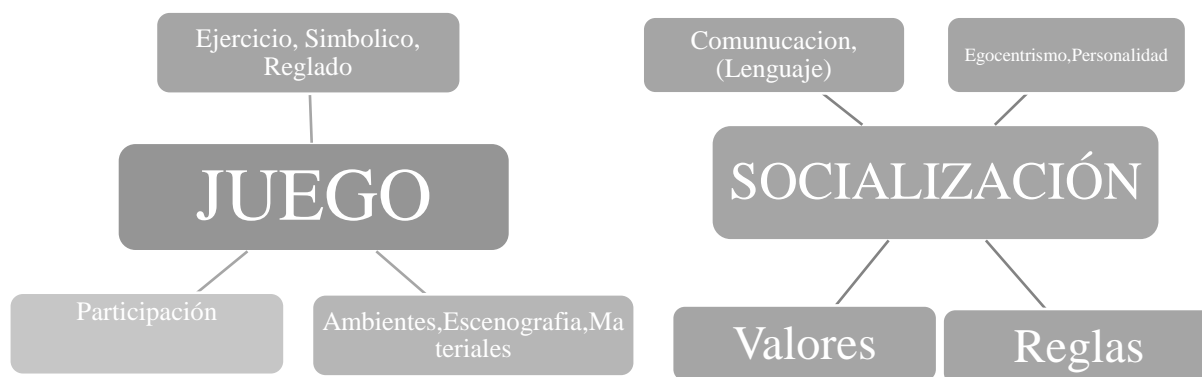 Ejercicio, Simbolico,
Reglado
JUEGO
Participación
Ambientes,Escenografia,Ma
teriales
Comunucacion,
(Lenguaje)
Egocentrismo,Personalidad
SOCIALIZACIÓN
Valores
Reglas